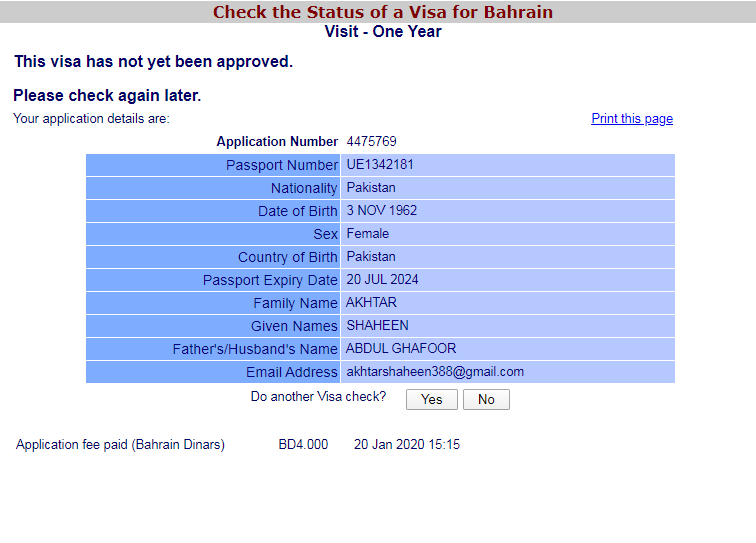 Check the Status of a Visa for Bahrain
Visit - One Year
This visa has not yet been approved.
Please check again later.
Your application details are: Print this page
Application Number 4475769
Passport Number UE1342181
Nationality Pakistan
Date of Birth 3 NOV 1962
Sex Female
Country of Birth Pakistan
Passport Expiry Date 20 JUL 2024
Family Name AKHTAR
Given Names SHAHEEN
Father's/Husband's Name ABDUL GHAFOOR
Email Address akhtarshaheen388@gmail.com
Do another Visa check? Yes No
Application fee paid (Bahrain Dinars) BD4.000 20 Jan 2020 15:15